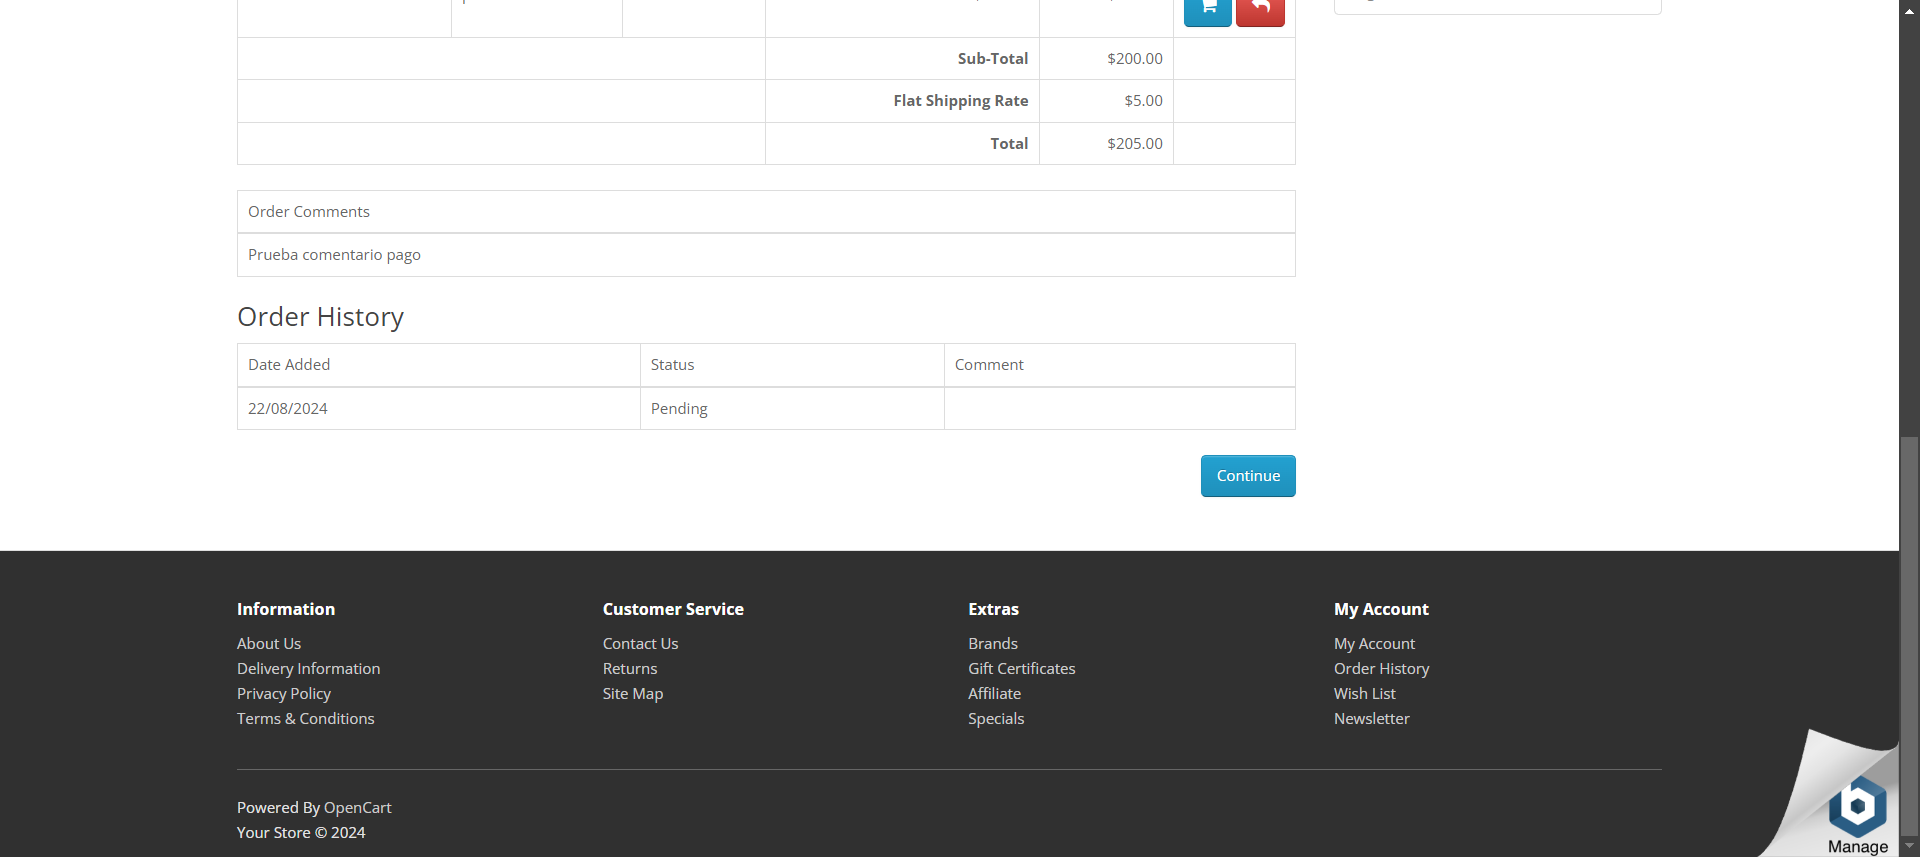 Sub-Total $200.00
Flat Shipping Rate $5.00
Total $205.00
Order Comments
Prueba comentario pago
Order History
Date Added Status Comment
22/08/2024 Pending
Continue
Information
About Us
Delivery Information
Privacy Policy
Terms & Conditions
Customer Service
Contact Us
Returns
Site Map
Extras
Brands
Gift Certificates
Affiliate
Specials
My Account
My Account
Order History
Wish List
Newsletter
Powered By OpenCart
Your Store © 2024
Manage